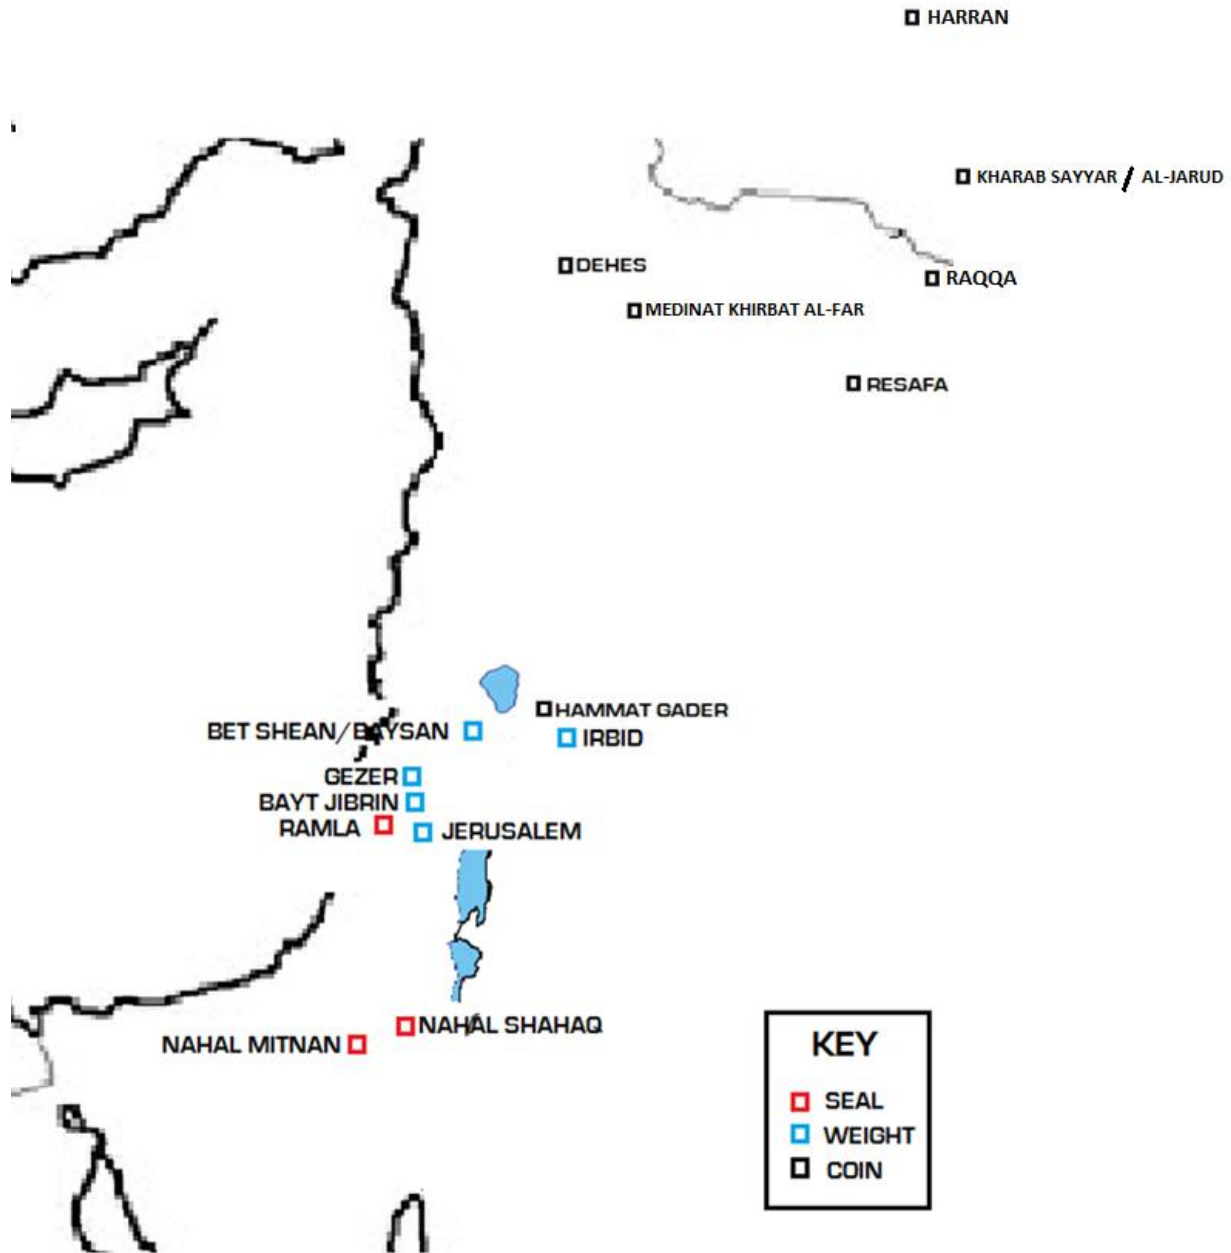 HARRAN
KHARAB SAYYAR / AL-JARUD
DEHES
RAQQA
MEDINAT KHIRBAT AL-FAR
RESAFA
HAMMAT GADER
BET SHEAN/BAYSAN
IRBID
GEZER
BAYT JIBRIN
RAMLA
JERUSALEM
NAHAL SHAHAQ
NAHAL MITNAN
KEY
SEAL
WEIGHT
COIN